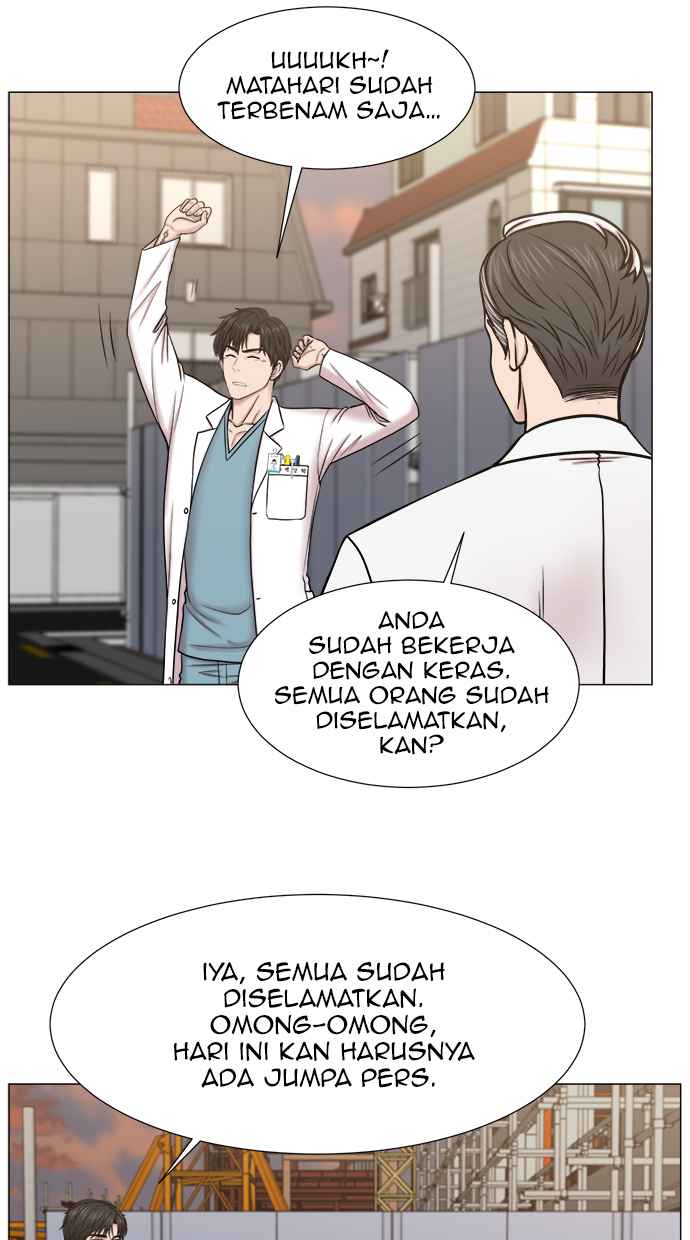 UUUUKH~!
MATAHARI SUDAH
TERBENAM SAJA...
ANDA
SUDAH BEKERJA
DENGAN KERAS.
SEMUA ORANG SUDAH
DISELAMATKAN,
KAN?
IYA, SEMUA SUDAH
DISELAMATKAN.
OMONG-OMONG,
HARI INI KAN HARUSNYA
ADA JUMPA PERS.